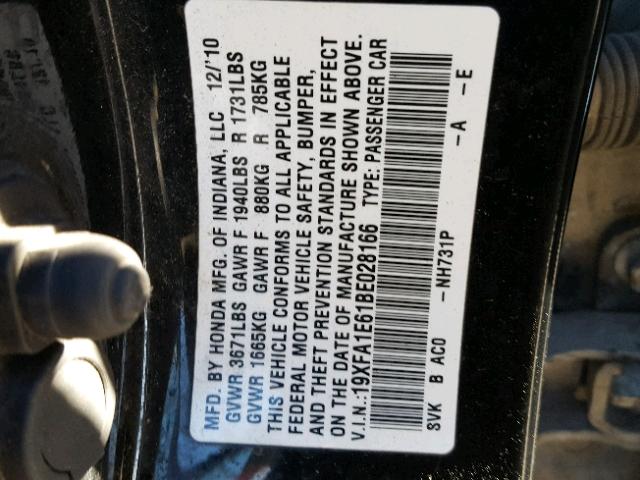 MFD. BY HONDA MFG. OF INDIANA, LLC 12/'10
GVWR 3671LBS GAWR F 1940LBS R 1731LBS
GVWR 1665KG GAWR F 880KG R 785KG
THIS VEHICLE CONFORMS TO ALL APPLICABLE
FEDERAL MOTOR VEHICLE SAFETY, BUMPER,
AND THEFT PREVENTION STANDARDS IN EFFECT
ON THE DATE OF MANUFACTURE SHOWN ABOVE.
V.I.N.:19XFA1E61BE028166 TYPE: PASSENGER CAR
SVK B AC0 -NH731P -A -E